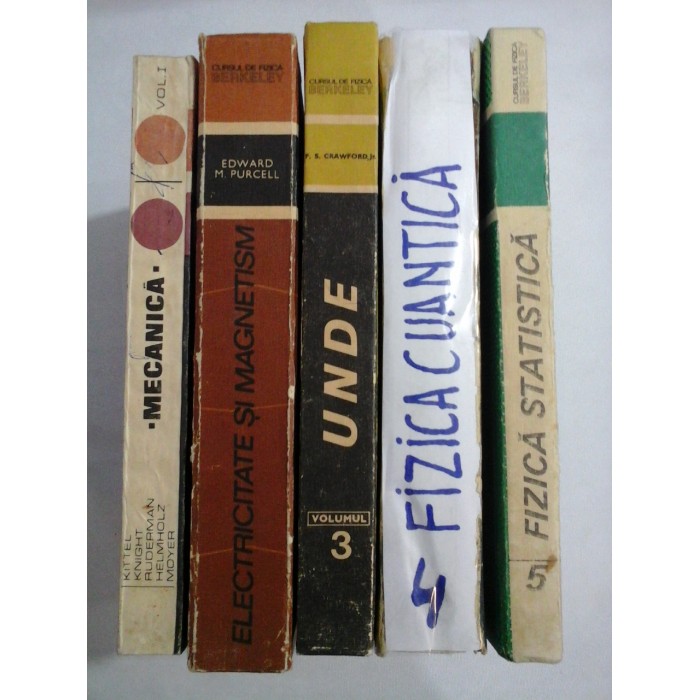 VOL.I
·MECANICĂ·
KITTEL
KNIGHT
RUDERMAN
HELMHOLZ
MOYER
CURSUL DE FIZICA
BERKELEY
EDWARD
M. PURCELL
ELECTRICITATE ȘI MAGNETISM
CURSUL DE FIZICA
BERKELEY
F. S. CRAWFORD, Jr.
UNDE
VOLUMUL
3
4 FIZICA CUANTICĂ
CURSUL DE FIZICA
BERKELEY
5 FIZICĂ STATISTICĂ